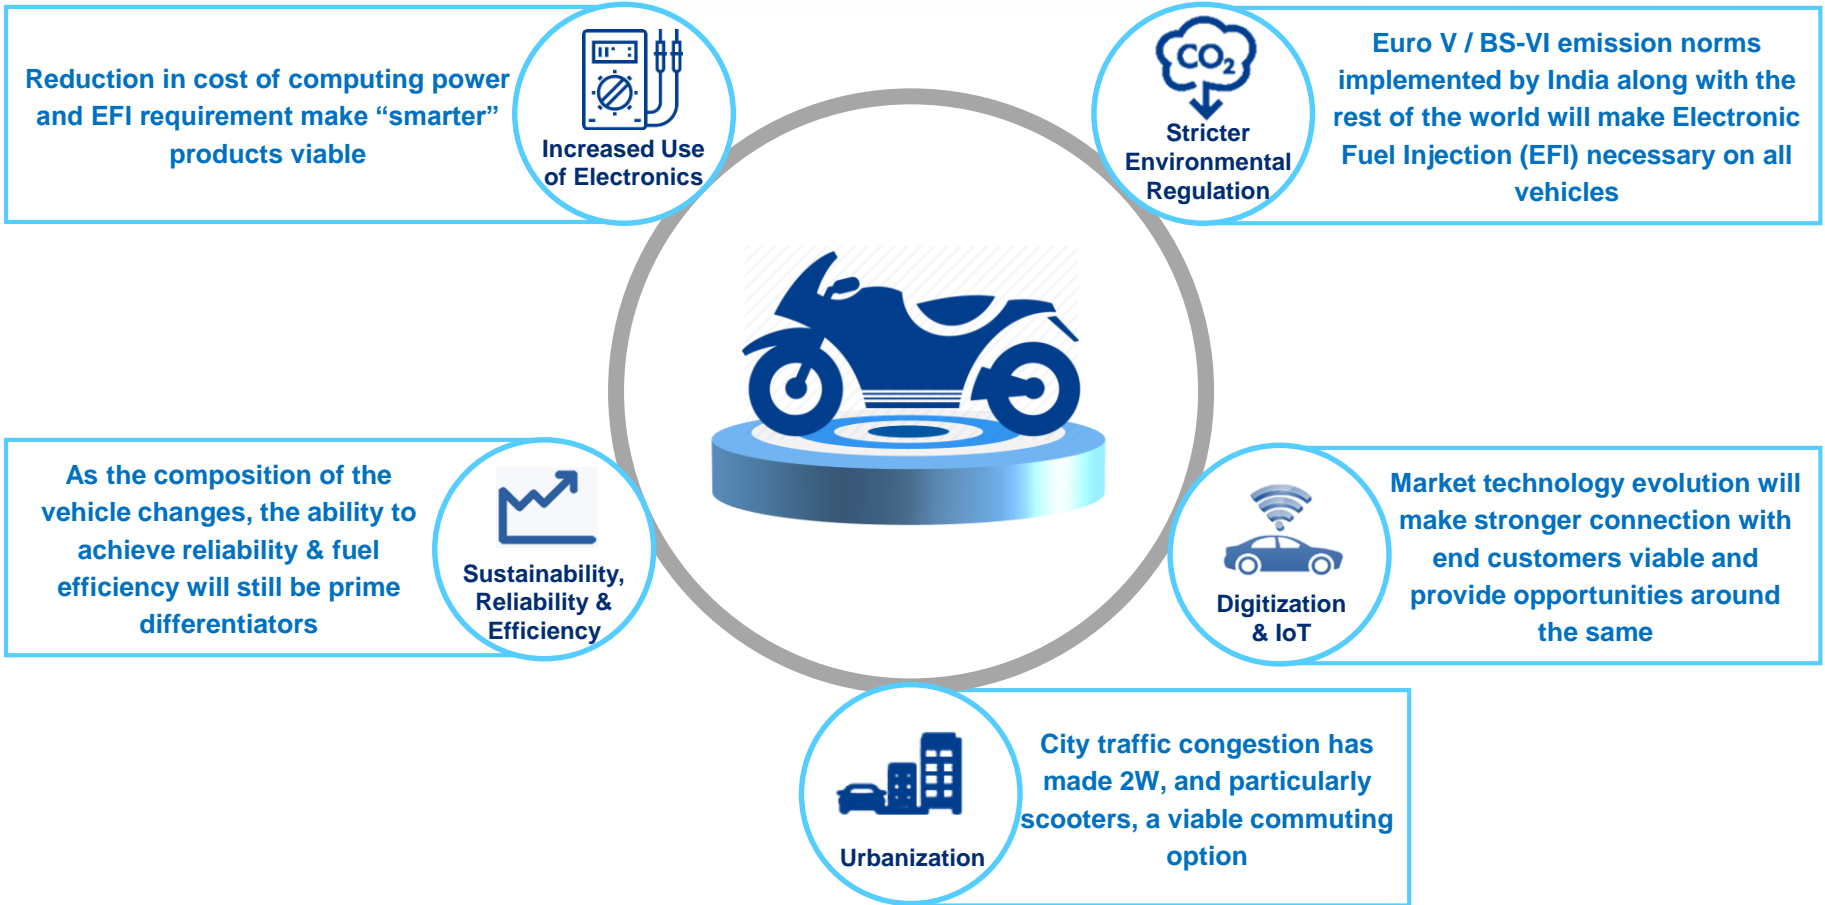 Reduction in cost of computing power
and EFI requirement make “smarter”
products viable
Increased Use
of Electronics
CO2
Stricter
Environmental
Regulation
Euro V / BS-VI emission norms
implemented by India along with the
rest of the world will make Electronic
Fuel Injection (EFI) necessary on all
vehicles
As the composition of the
vehicle changes, the ability to
achieve reliability & fuel
efficiency will still be prime
differentiators
Sustainability,
Reliability &
Efficiency
Digitization
& IoT
Market technology evolution will
make stronger connection with
end customers viable and
provide opportunities around
the same
Urbanization
City traffic congestion has
made 2W, and particularly
scooters, a viable commuting
option